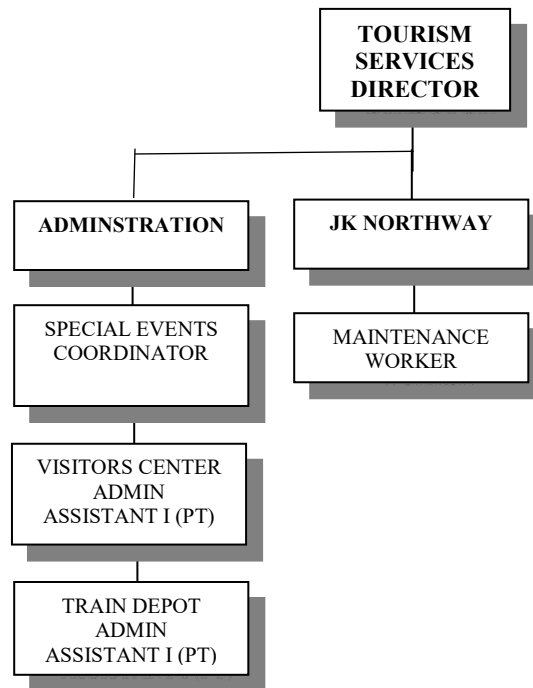 TOURISM
SERVICES
DIRECTOR
ADMINSTRATION
JK NORTHWAY
SPECIAL EVENTS
COORDINATOR
MAINTENANCE
WORKER
VISITORS CENTER
ADMIN
ASSISTANT I (PT)
TRAIN DEPOT
ADMIN
ASSISTANT I (PT)